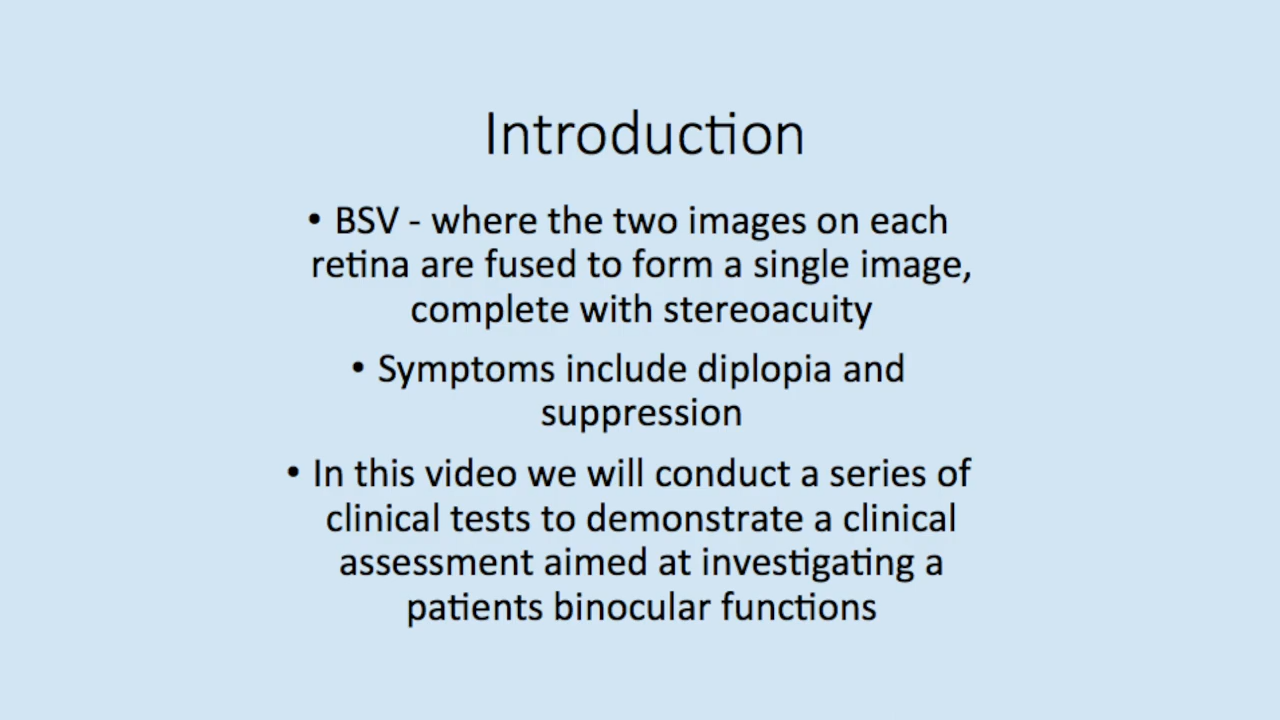 Introduction
• BSV - where the two images on each
retina are fused to form a single image,
complete with stereoacuity
• Symptoms include diplopia and
suppression
• In this video we will conduct a series of
clinical tests to demonstrate a clinical
assessment aimed at investigating a
patients binocular functions